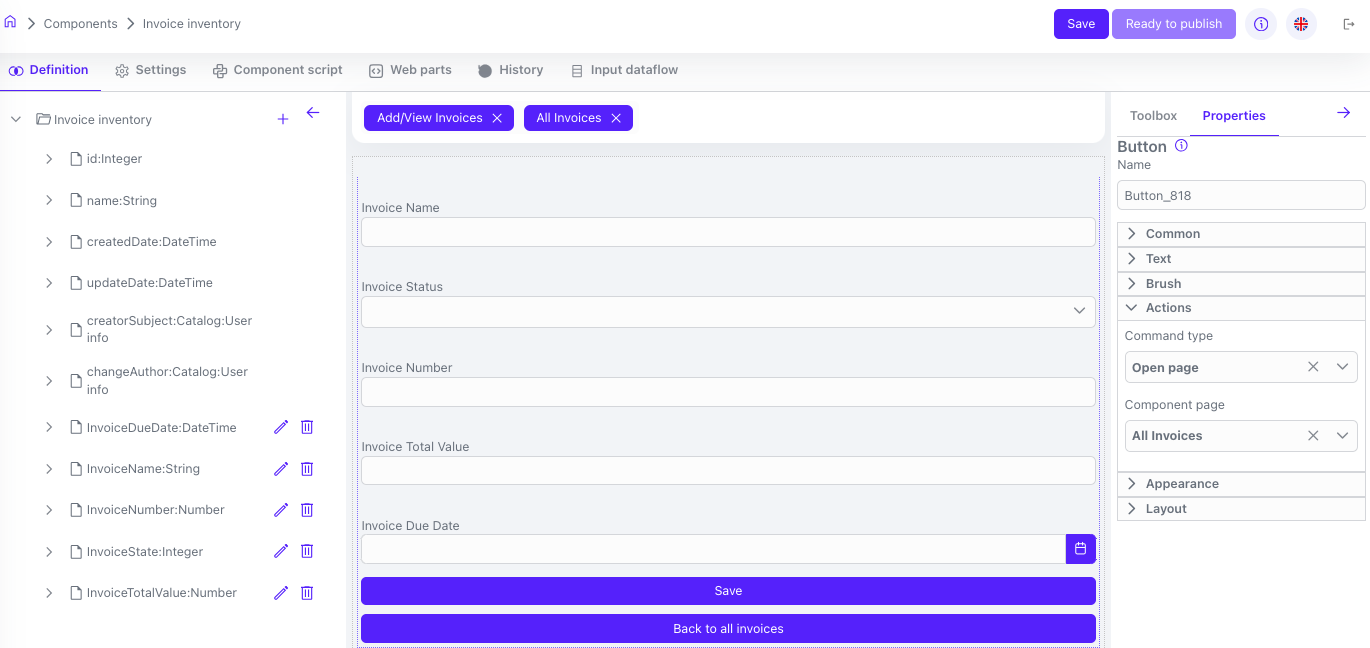 Components Invoice inventory
Save Ready to publish
Definition Settings Component script Web parts History Input dataflow
Invoice inventory
id:Integer
name:String
createdDate:DateTime
updateDate:DateTime
creatorSubject:Catalog:User
info
changeAuthor:Catalog:User
info
InvoiceDueDate:DateTime
InvoiceName:String
InvoiceNumber:Number
InvoiceState:Integer
InvoiceTotalValue:Number
Add/View Invoices All Invoices
Invoice Name
Invoice Status
Invoice Number
Invoice Total Value
Invoice Due Date
Save
Back to all invoices
Toolbox Properties
Button
Name
Button_818
Common
Text
Brush
Actions
Command type
Open page
Component page
All Invoices
Appearance
Layout